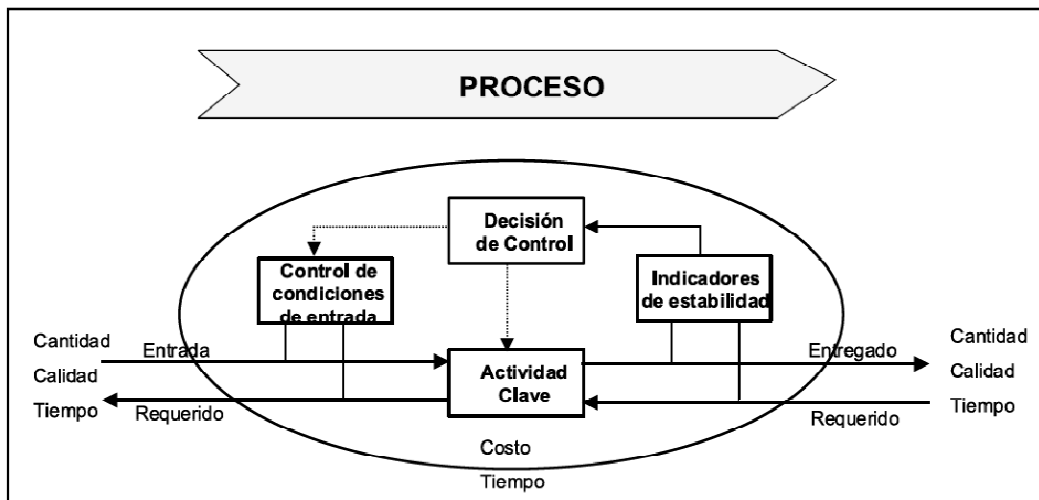 PROCESO
Decisión
de Control
Control de
condiciones
de entrada
Indicadores
de estabilidad
Cantidad
Entrada
Calidad
Tiempo
Requerido
Actividad
Clave
Entregado
Cantidad
Calidad
Requerido
Tiempo
Costo
Tiempo